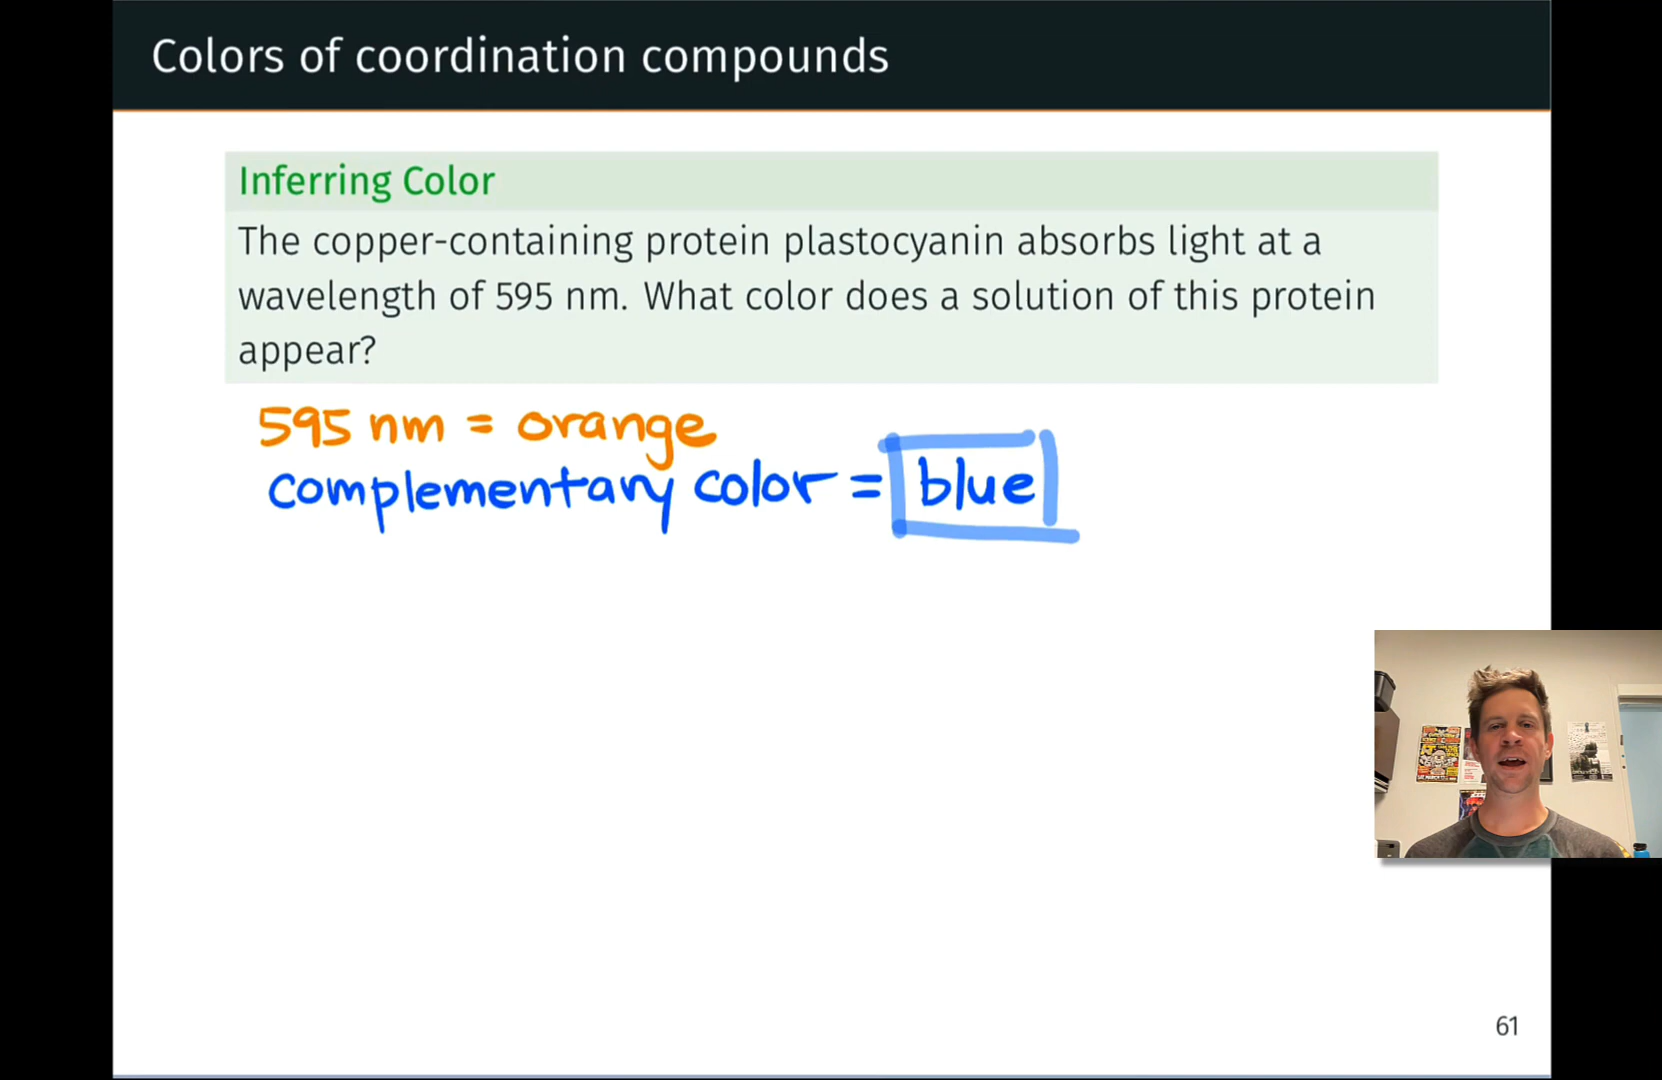 Colors of coordination compounds
Inferring Color
The copper-containing protein plastocyanin absorbs light at a
wavelength of 595 nm. What color does a solution of this protein
appear?
595 nm = orange
complementary color = blue
61